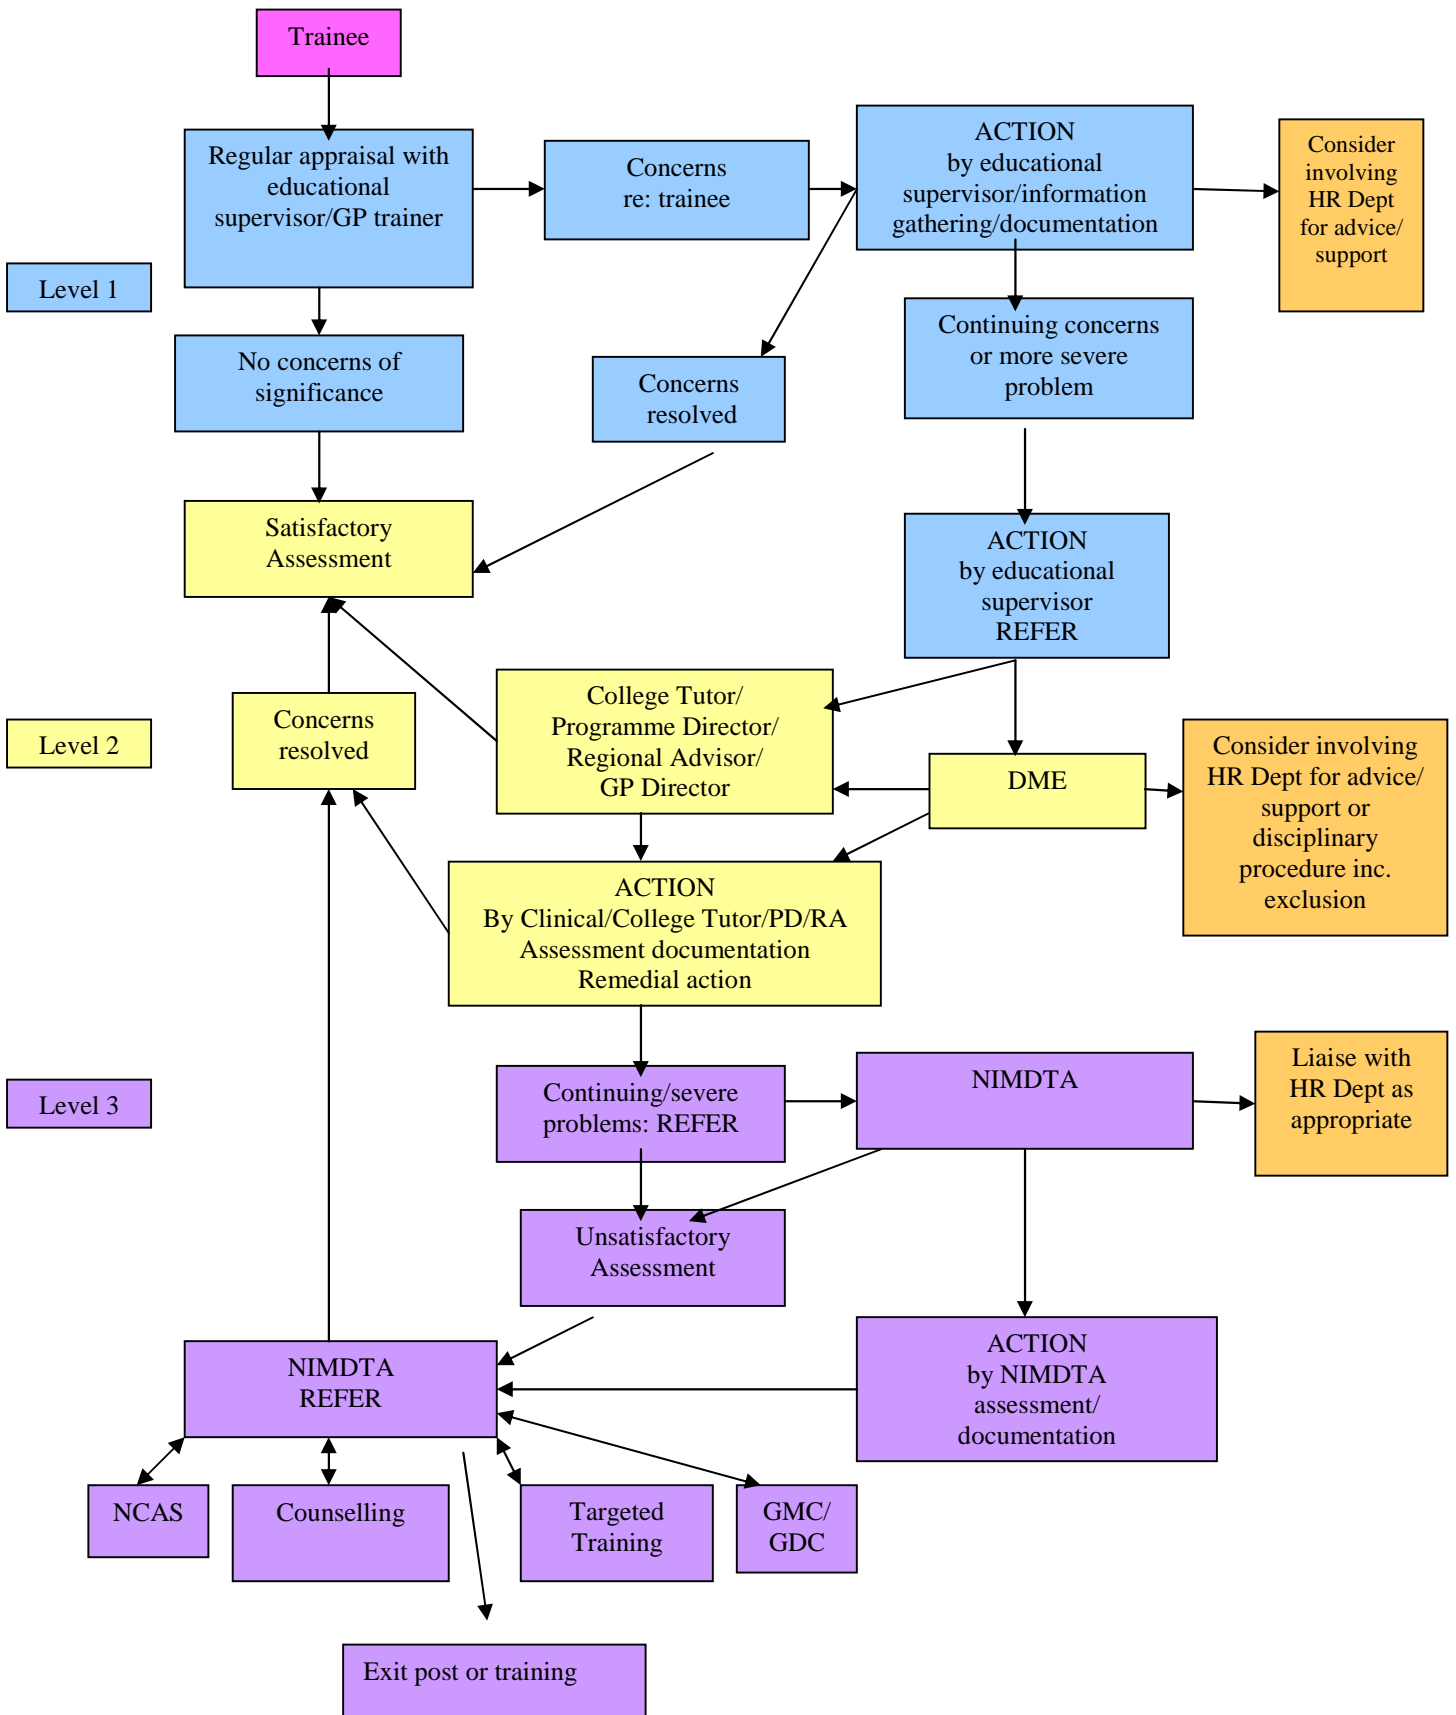 Trainee
Regular appraisal with
educational
supervisor/GP trainer
Concerns
re: trainee
ACTION
by educational
supervisor/information
gathering/documentation
Consider
involving
HR Dept
for advice/
support
Level 1
No concerns of
significance
Concerns
resolved
Continuing concerns
or more severe
problem
Satisfactory
Assessment
ACTION
by educational
supervisor
REFER
Level 2
Concerns
resolved
College Tutor/
Programme Director/
Regional Advisor/
GP Director
DME
Consider involving
HR Dept for advice/
support or
disciplinary
procedure inc.
exclusion
ACTION
By Clinical/College Tutor/PD/RA
Assessment documentation
Remedial action
Level 3
Continuing/severe
problems: REFER
NIMDTA
Liaise with
HR Dept as
appropriate
Unsatisfactory
Assessment
NIMDTA
REFER
ACTION
by NIMDTA
assessment/
documentation
NCAS
Counselling
Targeted
Training
GMC/
GDC
Exit post or training